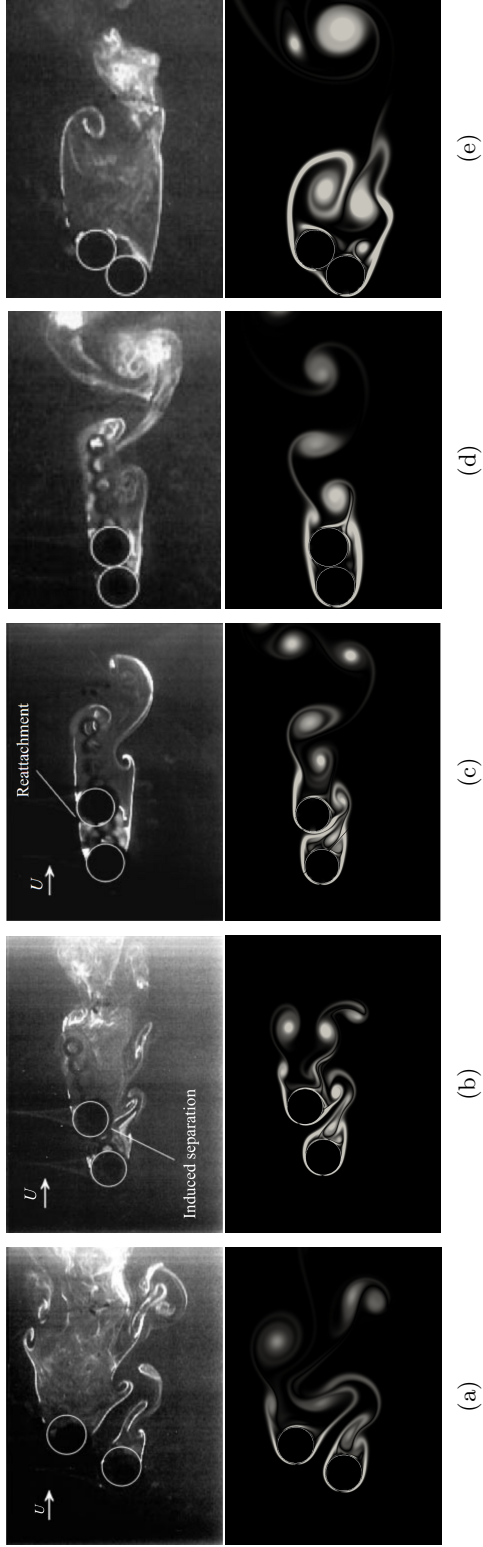 U
U
Induced separation
Reattachment
U
(a)
(b)
(c)
(d)
(e)